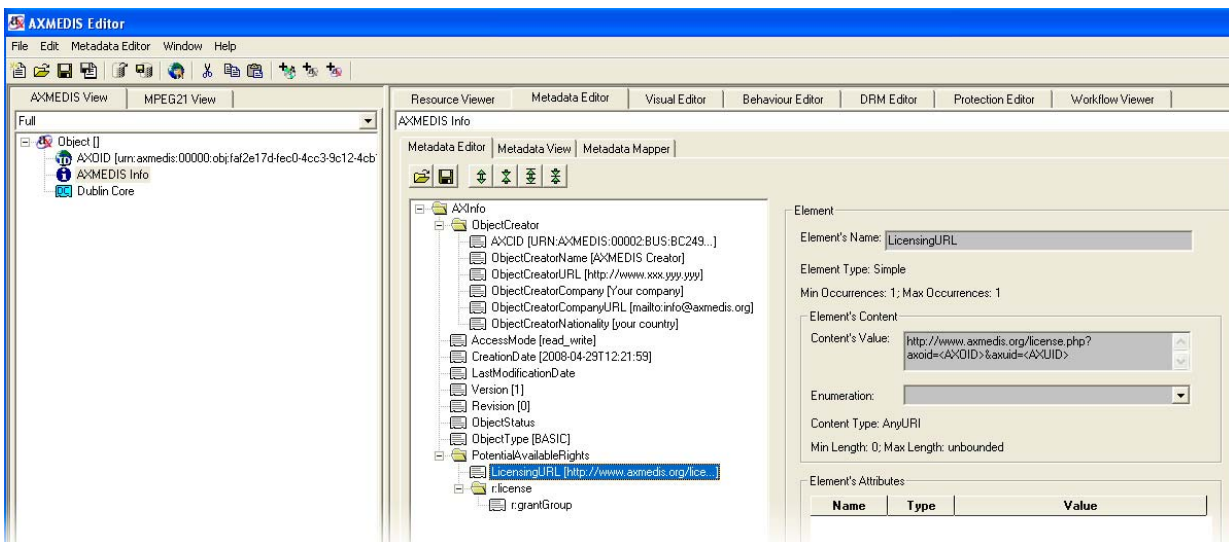 AXMEDIS Editor
File Edit Metadata Editor Window Help
AXMEDIS View MPEG21 View
Full
Object []
AXOID [urn:axmedis:00000:obj:faf2e17d-fec0-4cc3-9c12-4cb
AXMEDIS Info
Dublin Core
Resource Viewer Metadata Editor Visual Editor Behaviour Editor DRM Editor Protection Editor Workflow Viewer
AXMEDIS Info
Metadata Editor Metadata View Metadata Mapper
AXInfo
ObjectCreator
AXCID [URN:AXMEDIS:00002:BUS:BC249...]
ObjectCreatorName [AXMEDIS Creator]
ObjectCreatorURL [http://www.xxx.yyy.yyy]
ObjectCreatorCompany [Your company]
ObjectCreatorCompanyURL [mailto:info@axmedis.org]
ObjectCreatorNationality [your country]
AccessMode [read_write]
CreationDate [2008-04-29T12:21:59]
LastModificationDate
Version [1]
Revision [0]
ObjectStatus
ObjectType [BASIC]
PotentialAvailableRights
LicensingURL [http://www.axmedis.org/lice...]
r:license
r:grantGroup
Element
Element's Name: LicensingURL
Element Type: Simple
Min Occurrences: 1; Max Occurrences: 1
Element's Content
Content's Value: http://www.axmedis.org/license.php?
axoid=<AXOID>&axuid=<AXUID>
Enumeration:
Content Type: AnyURI
Min Length: 0; Max Length: unbounded
Element's Attributes
Name Type Value